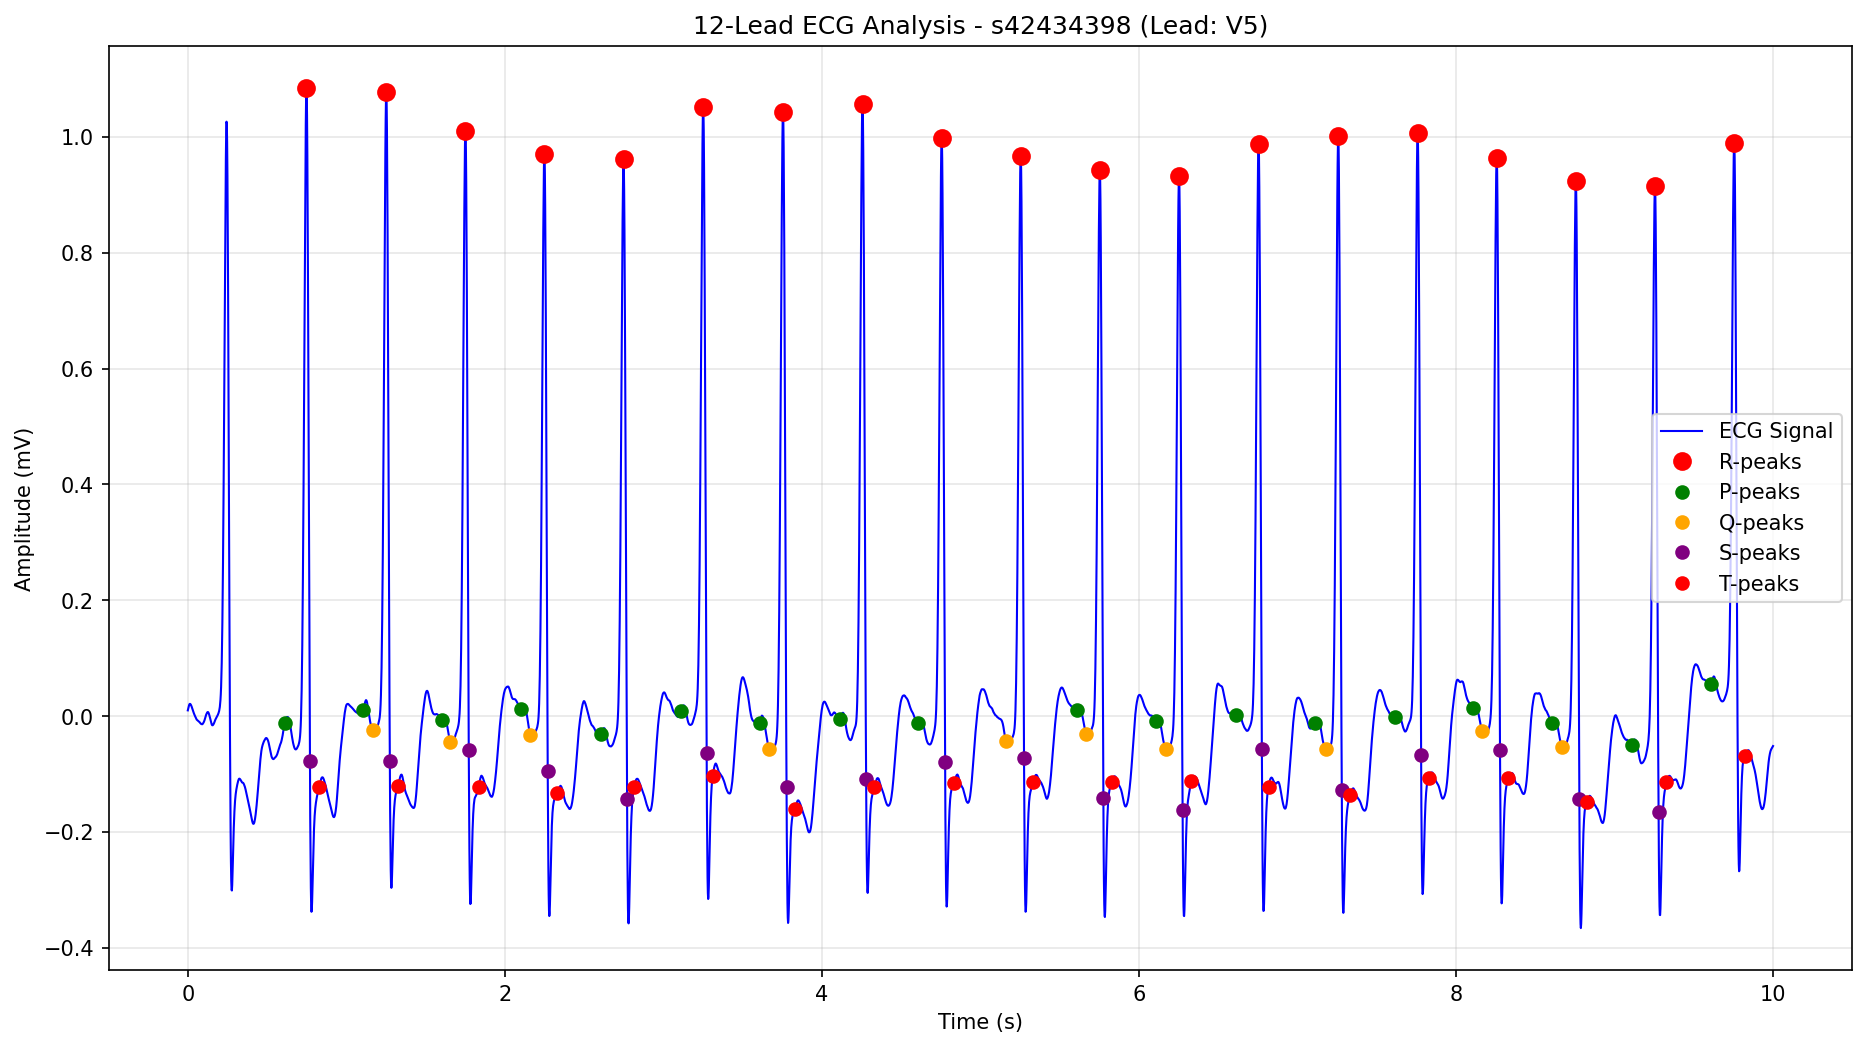 12-Lead ECG Analysis - s42434398 (Lead: V5)
Amplitude (mV)
1.0
0.8
0.6
0.4
0.2
0.0
−0.2
−0.4
ECG Signal
R-peaks
P-peaks
Q-peaks
S-peaks
T-peaks
0 2 4 6 8 10
Time (s)